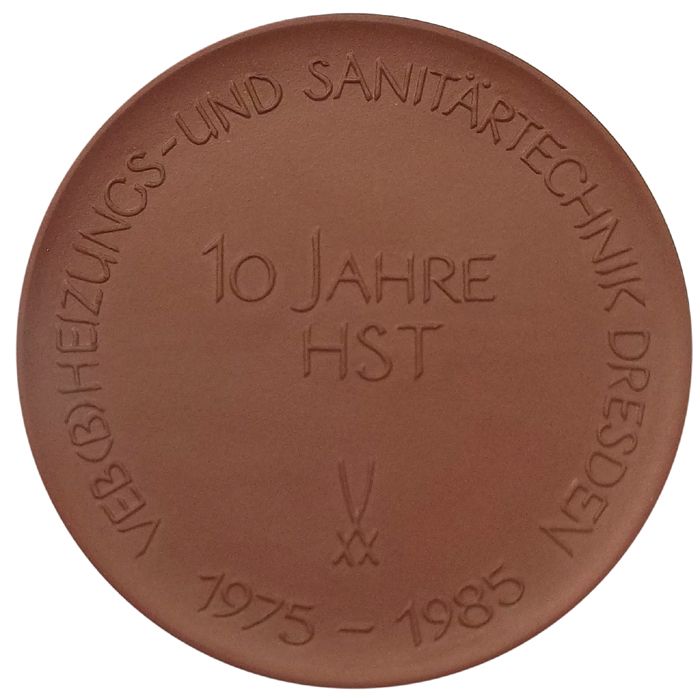 VEB(B) HEIZUNGS-UND SANITÄRTECHNIK DRESDEN
10 JAHRE
HST
1975 – 1985